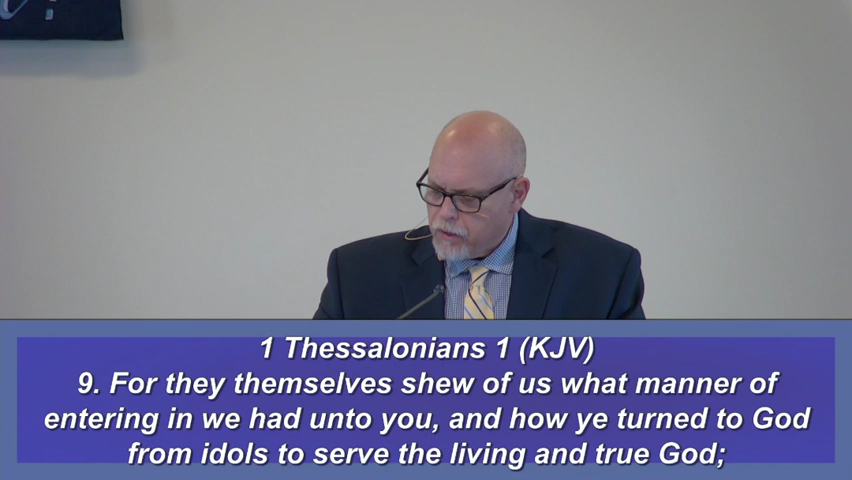 1 Thessalonians 1 (KJV)
9. For they themselves shew of us what manner of
entering in we had unto you, and how ye turned to God
from idols to serve the living and true God;